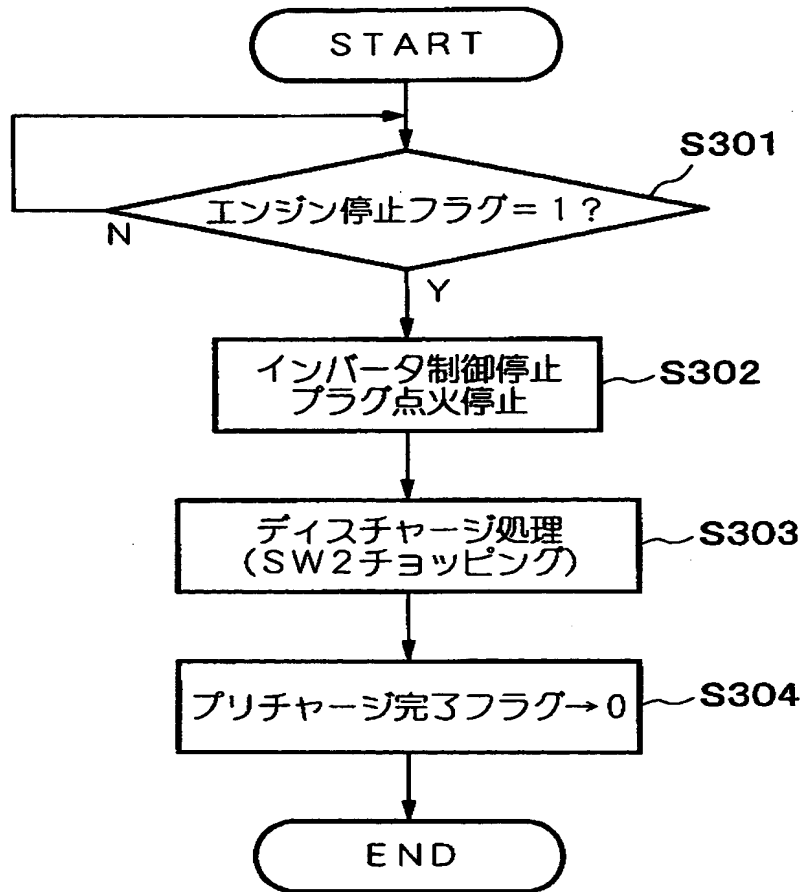 START
S301
エンジン停止フラグ＝１？
N
Y
インバータ制御停止
プラグ点火停止
S302
ディスチャージ処理
(SW2チョッピング)
S303
プリチャージ完了フラグ→0
S304
END